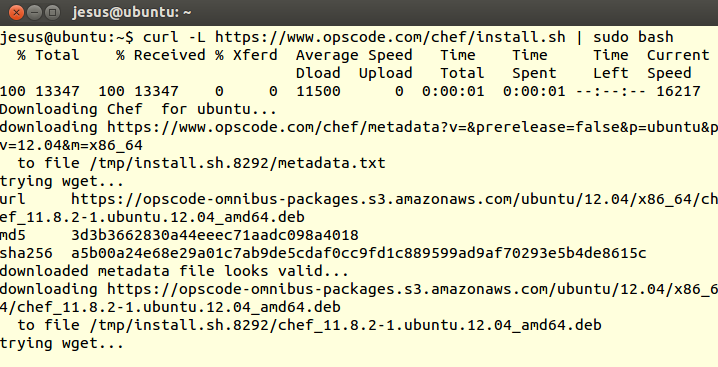 jesus@ubuntu: ~
jesus@ubuntu:~$ curl -L https://www.opscode.com/chef/install.sh | sudo bash
  % Total    % Received % Xferd  Average Speed   Time    Time     Time  Current
                                 Dload  Upload   Total   Spent    Left  Speed
100 13347  100 13347    0     0  11500      0  0:00:01  0:00:01 --:--:-- 16217
Downloading Chef  for ubuntu...
downloading https://www.opscode.com/chef/metadata?v=&prerelease=false&p=ubuntu&p
v=12.04&m=x86_64
  to file /tmp/install.sh.8292/metadata.txt
trying wget...
url     https://opscode-omnibus-packages.s3.amazonaws.com/ubuntu/12.04/x86_64/ch
ef_11.8.2-1.ubuntu.12.04_amd64.deb
md5     3d3b3662830a44eeec71aadc098a4018
sha256  a5b00a24e68e29a01c7ab9de5cdaf0cc9fd1c889599ad9af70293e5b4de8615c
downloaded metadata file looks valid...
downloading https://opscode-omnibus-packages.s3.amazonaws.com/ubuntu/12.04/x86_6
4/chef_11.8.2-1.ubuntu.12.04_amd64.deb
  to file /tmp/install.sh.8292/chef_11.8.2-1.ubuntu.12.04_amd64.deb
trying wget...